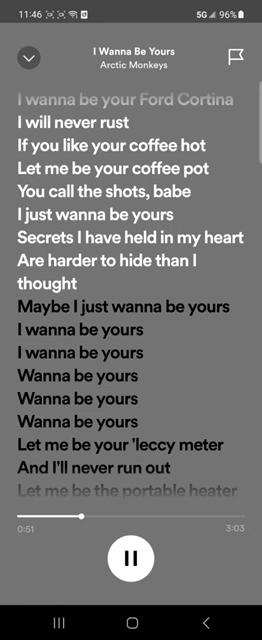 11:46
5G 96%
I Wanna Be Yours
Arctic Monkeys
I wanna be your Ford Cortina
I will never rust
If you like your coffee hot
Let me be your coffee pot
You call the shots, babe
I just wanna be yours
Secrets I have held in my heart
Are harder to hide than I
thought
Maybe I just wanna be yours
I wanna be yours
I wanna be yours
Wanna be yours
Wanna be yours
Wanna be yours
Let me be your 'leccy meter
And I'll never run out
Let me be the portable heater
0:51
3:03